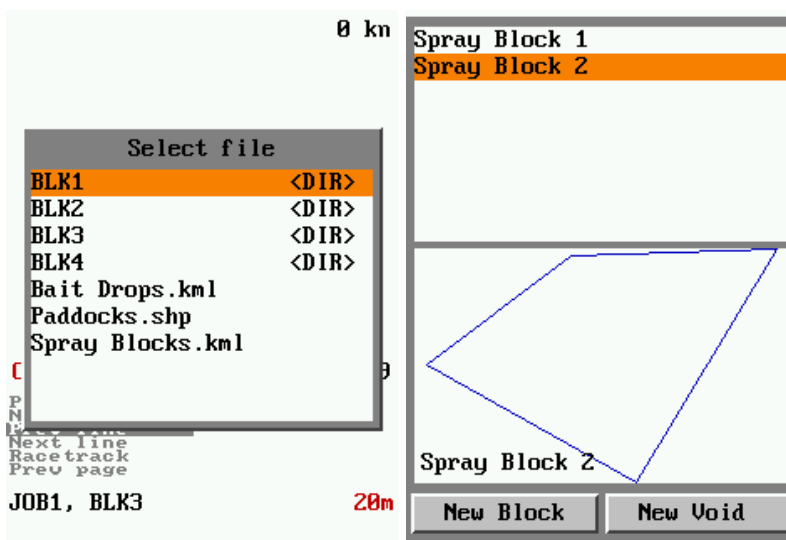 0 kn
Select file
BLK1 <DIR>
BLK2 <DIR>
BLK3 <DIR>
BLK4 <DIR>
Bait Drops.kml
Paddocks.shp
Spray Blocks.kml
Next line
Racetrack
Prev page
JOB1, BLK3 20m
Spray Block 1
Spray Block 2
Spray Block 2
New Block New Void